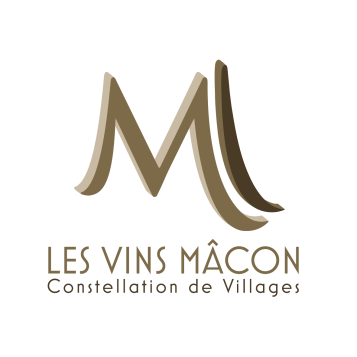 M
LES VINS MÂCON
Constellation de Villages